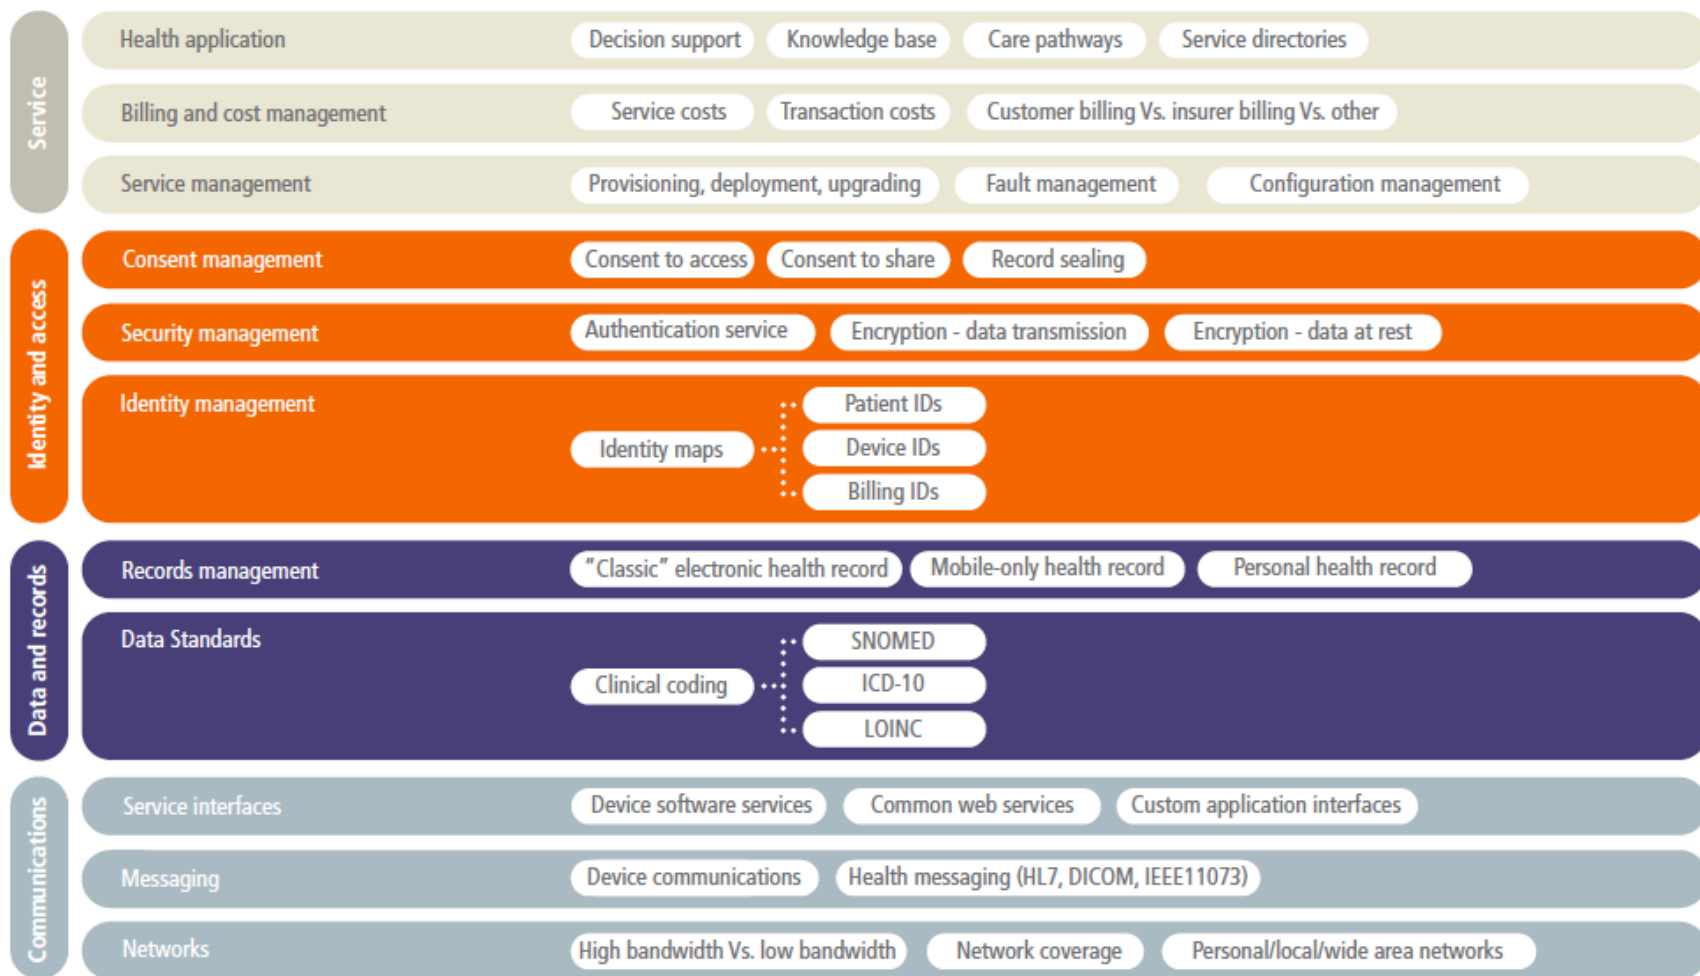 Service
Health application
Decision support
Knowledge base
Care pathways
Service directories
Billing and cost management
Service costs
Transaction costs
Customer billing Vs. insurer billing Vs. other
Service management
Provisioning, deployment, upgrading
Fault management
Configuration management
Identity and access
Consent management
Consent to access
Consent to share
Record sealing
Security management
Authentication service
Encryption - data transmission
Encryption - data at rest
Identity management
Identity maps
Patient IDs
Device IDs
Billing IDs
Data and records
Records management
“Classic” electronic health record
Mobile-only health record
Personal health record
Data Standards
Clinical coding
SNOMED
ICD-10
LOINC
Communications
Service interfaces
Device software services
Common web services
Custom application interfaces
Messaging
Device communications
Health messaging (HL7, DICOM, IEEE11073)
Networks
High bandwidth Vs. low bandwidth
Network coverage
Personal/local/wide area networks